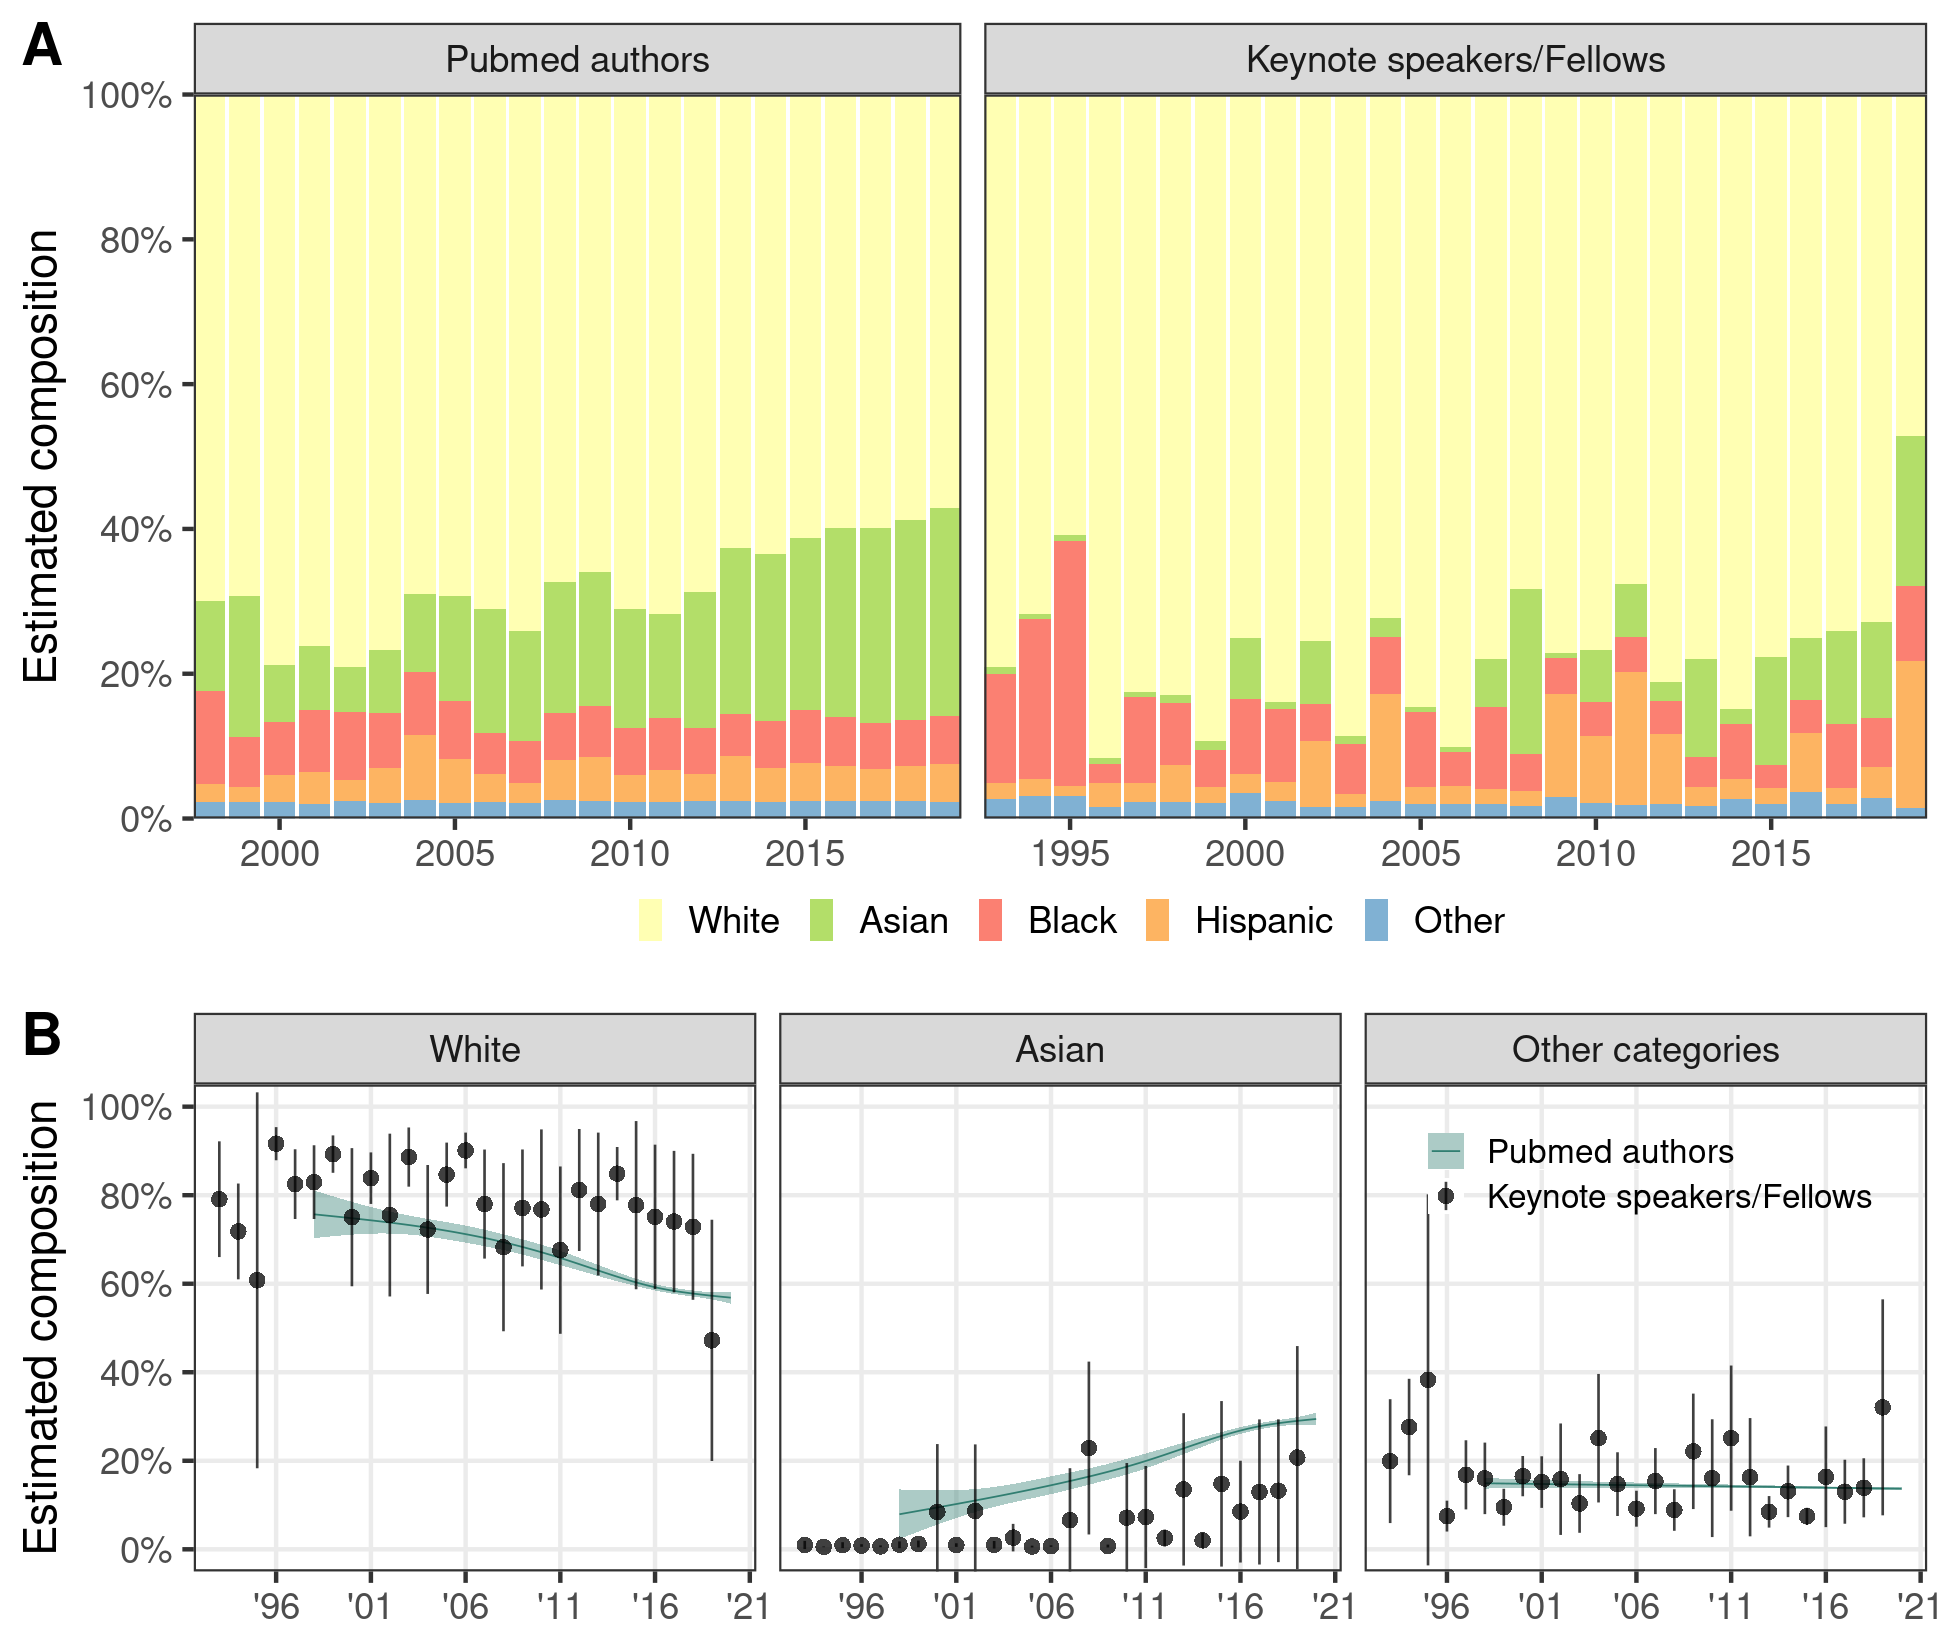 A
Pubmed authors
Keynote speakers/Fellows
Estimated composition
100%
80%
60%
40%
20%
0%
2000 2005 2010 2015
1995 2000 2005 2010 2015
White Asian Black Hispanic Other
B
White
Asian
Other categories
Estimated composition
100%
80%
60%
40%
20%
0%
Pubmed authors
Keynote speakers/Fellows
'96 '01 '06 '11 '16 '21
'96 '01 '06 '11 '16 '21
'96 '01 '06 '11 '16 '21